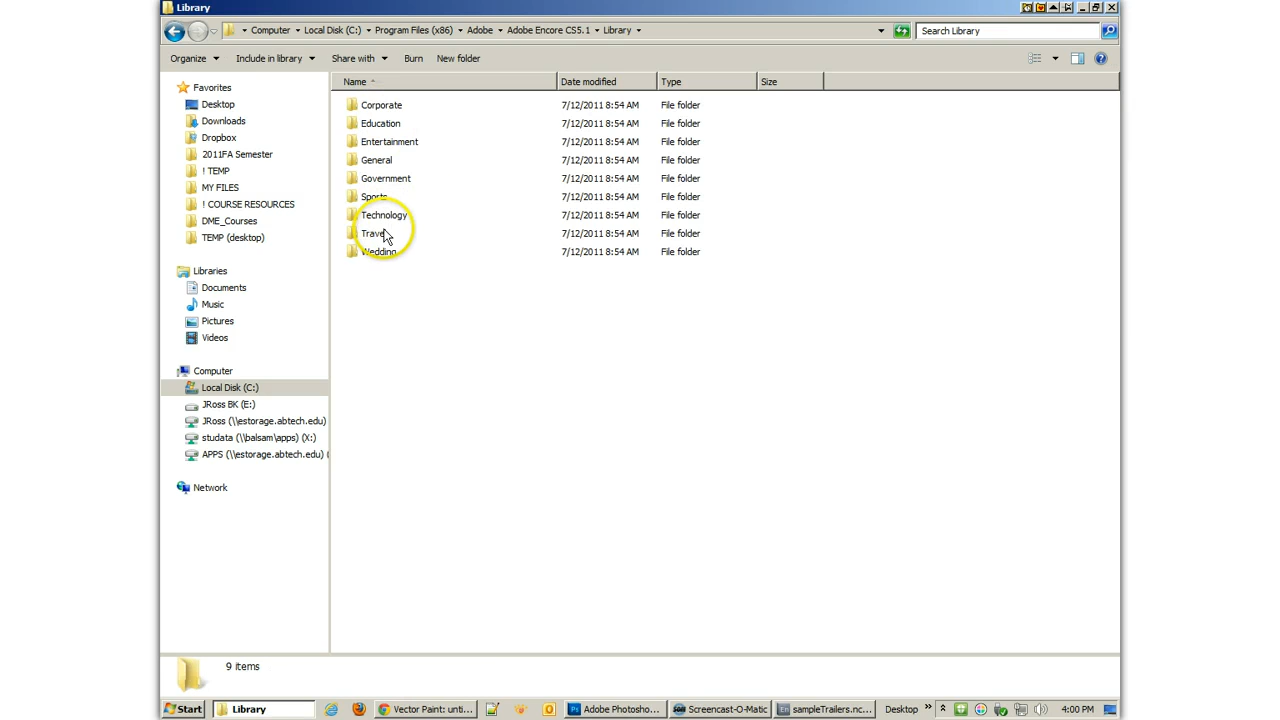 Library
Computer Local Disk (C:) Program Files (x86) Adobe Adobe Encore CS5.1 Library
Search Library
Organize Include in library Share with Burn New folder
Name Date modified Type Size
Favorites
Desktop
Downloads
Dropbox
2011FA Semester
! TEMP
MY FILES
! COURSE RESOURCES
DME_Courses
TEMP (desktop)
Libraries
Documents
Music
Pictures
Videos
Computer
Local Disk (C:)
JRoss BK (E:)
JRoss (\\estorage.abtech.edu)
studata (\\balsam\apps) (X:)
APPS (\\estorage.abtech.edu) (
Network
Corporate 7/12/2011 8:54 AM File folder
Education 7/12/2011 8:54 AM File folder
Entertainment 7/12/2011 8:54 AM File folder
General 7/12/2011 8:54 AM File folder
Government 7/12/2011 8:54 AM File folder
Sports 7/12/2011 8:54 AM File folder
Technology 7/12/2011 8:54 AM File folder
Travel 7/12/2011 8:54 AM File folder
Wedding 7/12/2011 8:54 AM File folder
9 items
Start Library Vector Paint: unti... Adobe Photosho... Screencast-O-Matic sampleTrailers.nc... Desktop » 4:00 PM